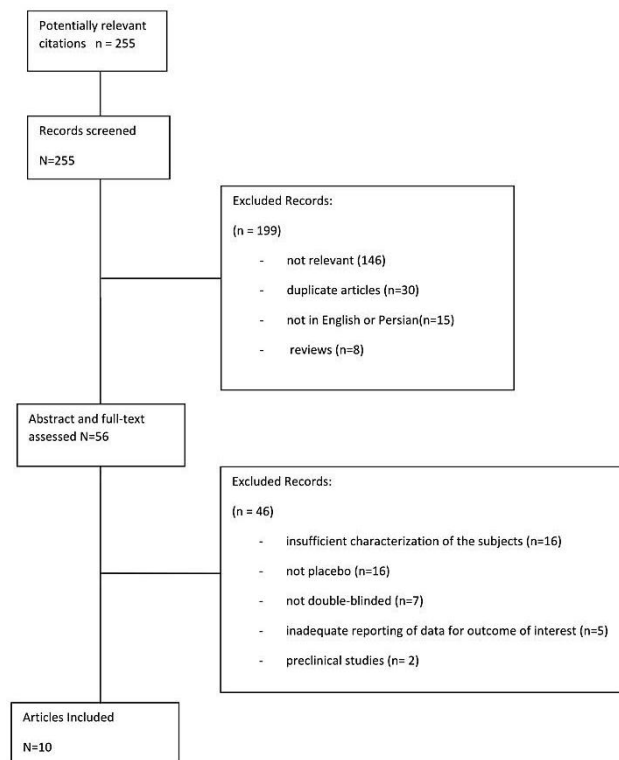 Potentially relevant
citations n = 255
Records screened
N=255
Excluded Records:
(n = 199)
- not relevant (146)
- duplicate articles (n=30)
- not in English or Persian(n=15)
- reviews (n=8)
Abstract and full-text
assessed N=56
Excluded Records:
(n = 46)
- insufficient characterization of the subjects (n=16)
- not placebo (n=16)
- not double-blinded (n=7)
- inadequate reporting of data for outcome of interest (n=5)
- preclinical studies (n= 2)
Articles Included
N=10